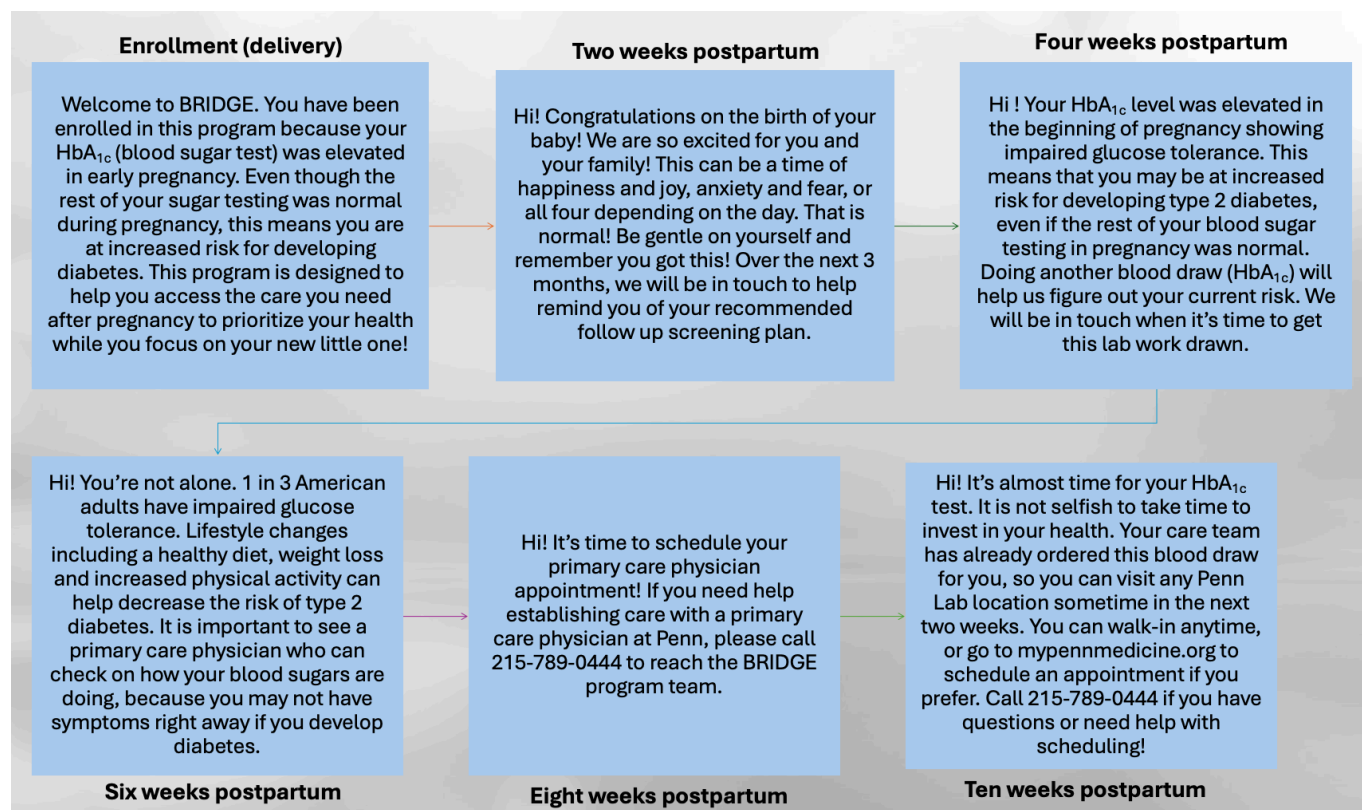 Enrollment (delivery)
Welcome to BRIDGE. You have been
enrolled in this program because your
HbA1c (blood sugar test) was elevated
in early pregnancy. Even though the
rest of your sugar testing was normal
during pregnancy, this means you are
at increased risk for developing
diabetes. This program is designed to
help you access the care you need
after pregnancy to prioritize your health
while you focus on your new little one!
Two weeks postpartum
Hi! Congratulations on the birth of your
baby! We are so excited for you and
your family! This can be a time of
happiness and joy, anxiety and fear, or
all four depending on the day. That is
normal! Be gentle on yourself and
remember you got this! Over the next 3
months, we will be in touch to help
remind you of your recommended
follow up screening plan.
Four weeks postpartum
Hi ! Your HbA1c level was elevated in
the beginning of pregnancy showing
impaired glucose tolerance. This
means that you may be at increased
risk for developing type 2 diabetes,
even if the rest of your blood sugar
testing in pregnancy was normal.
Doing another blood draw (HbA1c) will
help us figure out your current risk. We
will be in touch when it's time to get
this lab work drawn.
Hi! You're not alone. 1 in 3 American
adults have impaired glucose
tolerance. Lifestyle changes
including a healthy diet, weight loss
and increased physical activity can
help decrease the risk of type 2
diabetes. It is important to see a
primary care physician who can
check on how your blood sugars are
doing, because you may not have
symptoms right away if you develop
diabetes.
Six weeks postpartum
Hi! It's time to schedule your
primary care physician
appointment! If you need help
establishing care with a primary
care physician at Penn, please call
215-789-0444 to reach the BRIDGE
program team.
Eight weeks postpartum
Hi! It's almost time for your HbA1c
test. It is not selfish to take time to
invest in your health. Your care team
has already ordered this blood draw
for you, so you can visit any Penn
Lab location sometime in the next
two weeks. You can walk-in anytime,
or go to mypennmedicine.org to
schedule an appointment if you
prefer. Call 215-789-0444 if you have
questions or need help with
scheduling!
Ten weeks postpartum